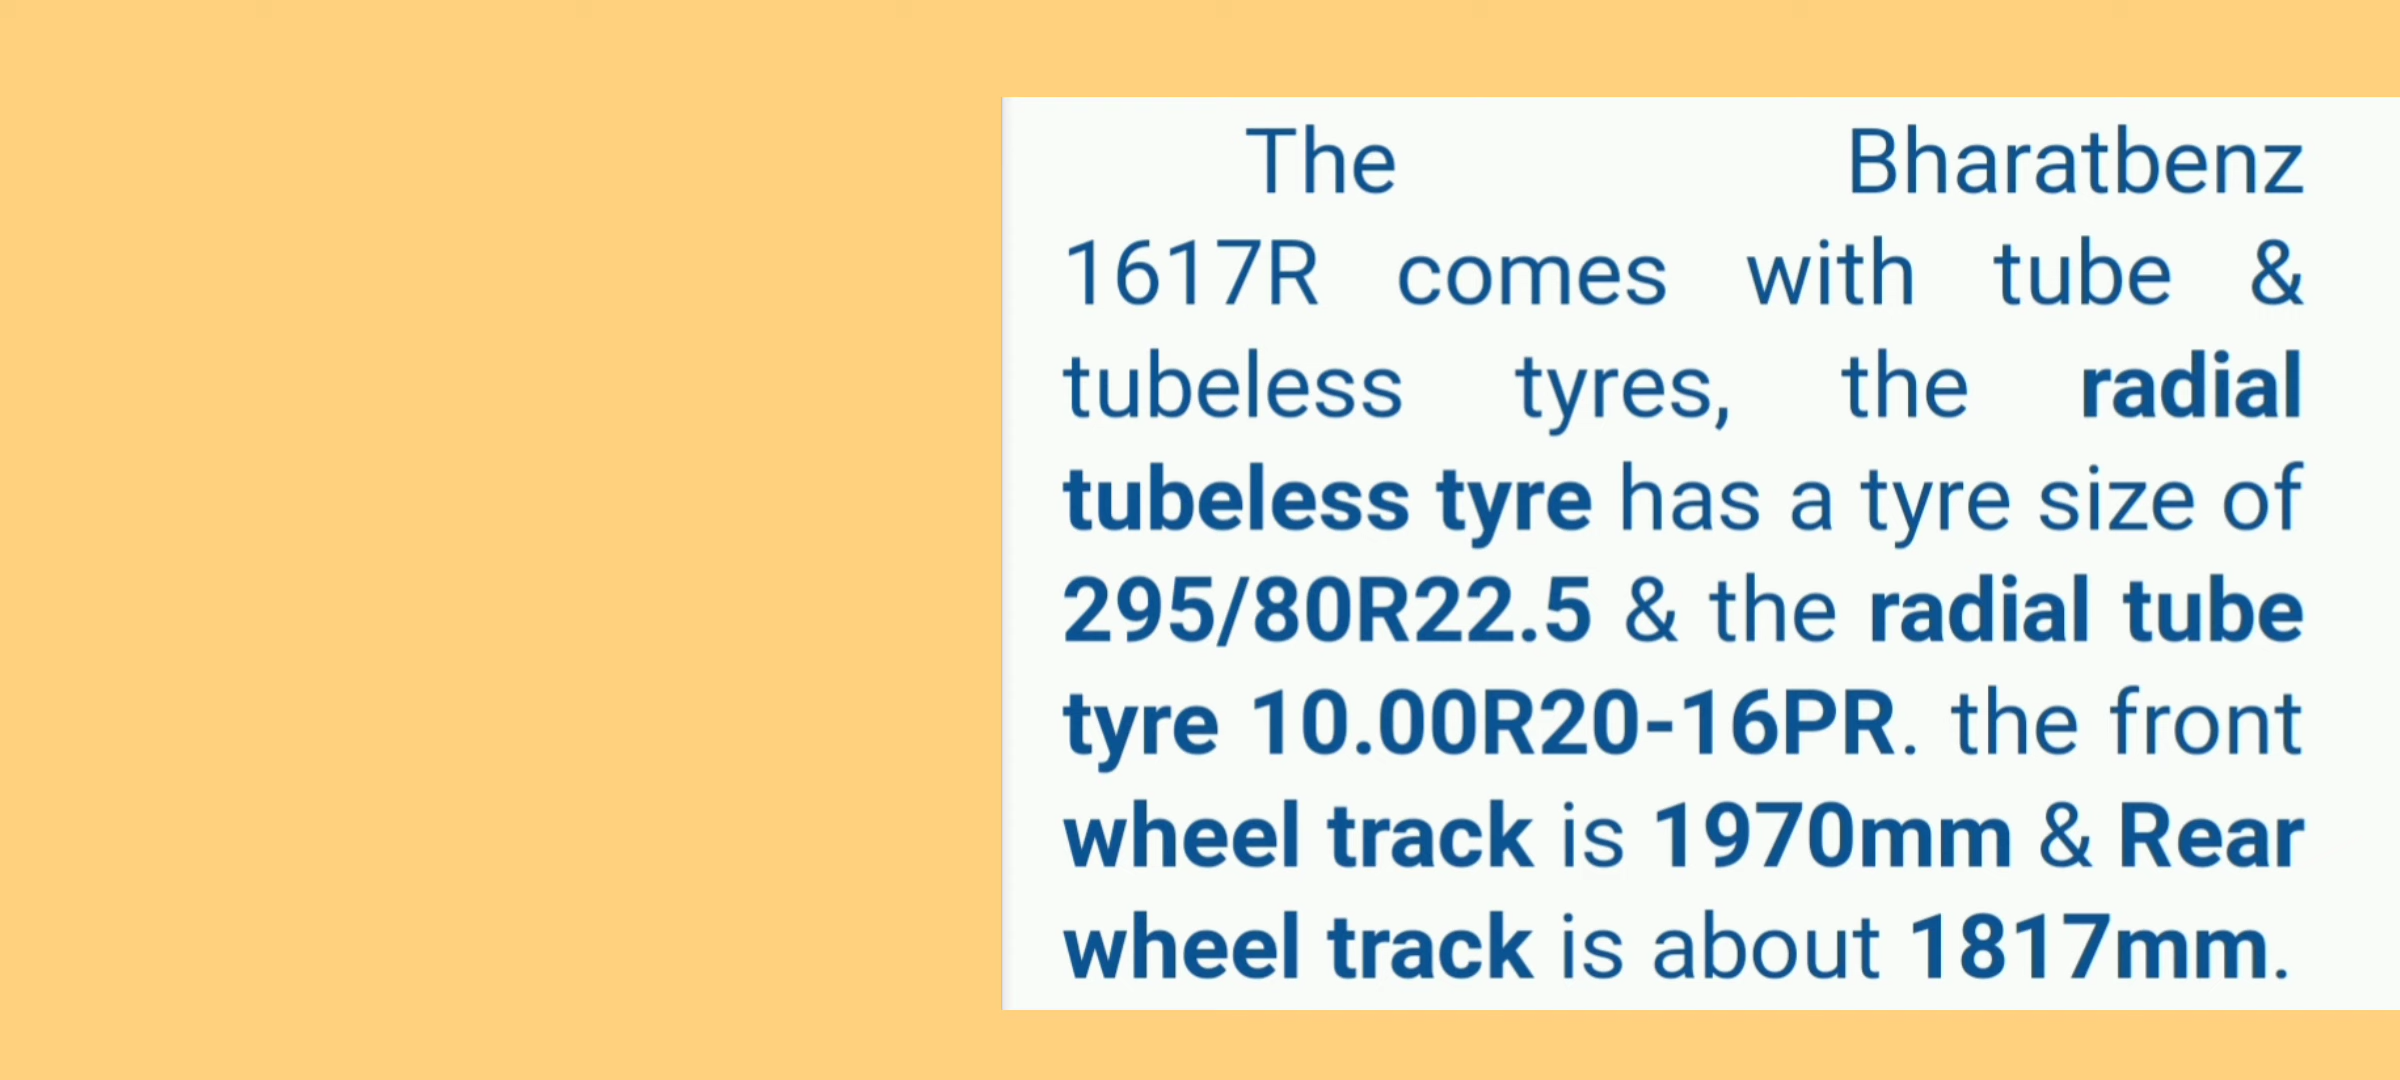 The Bharatbenz
1617R comes with tube &
tubeless tyres, the radial
tubeless tyre has a tyre size of
295/80R22.5 & the radial tube
tyre 10.00R20-16PR. the front
wheel track is 1970mm & Rear
wheel track is about 1817mm.